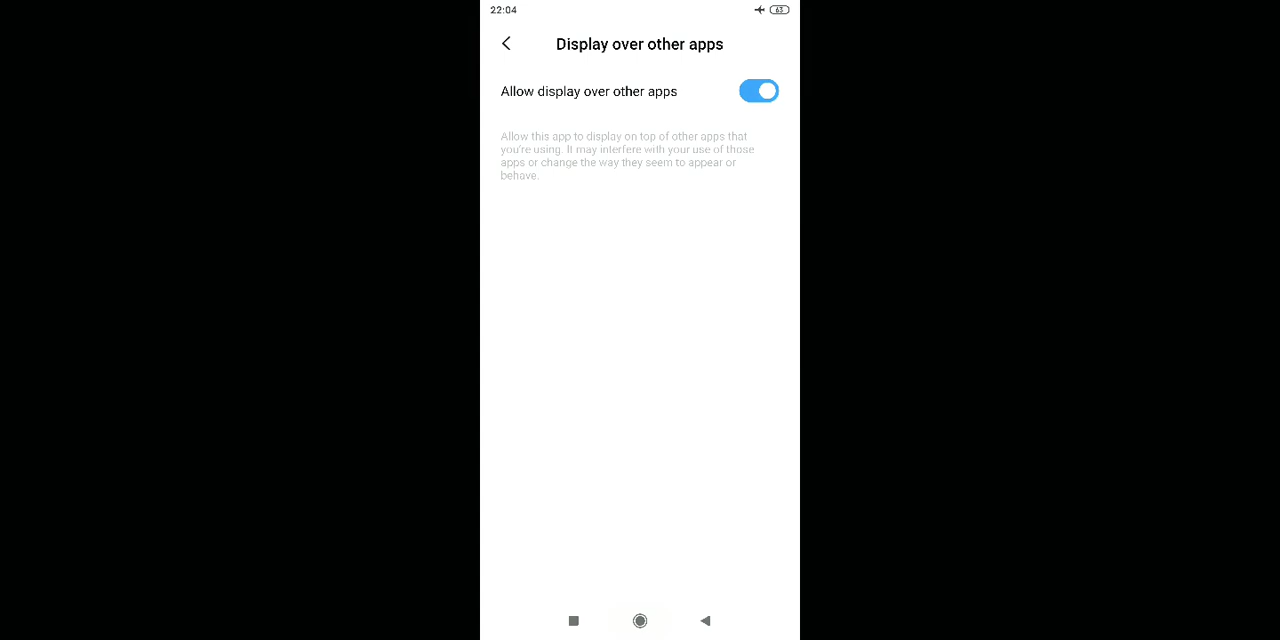 22:04
63
Display over other apps
Allow display over other apps
Allow this app to display on top of other apps that
you're using. It may interfere with your use of those
apps or change the way they seem to appear or
behave.